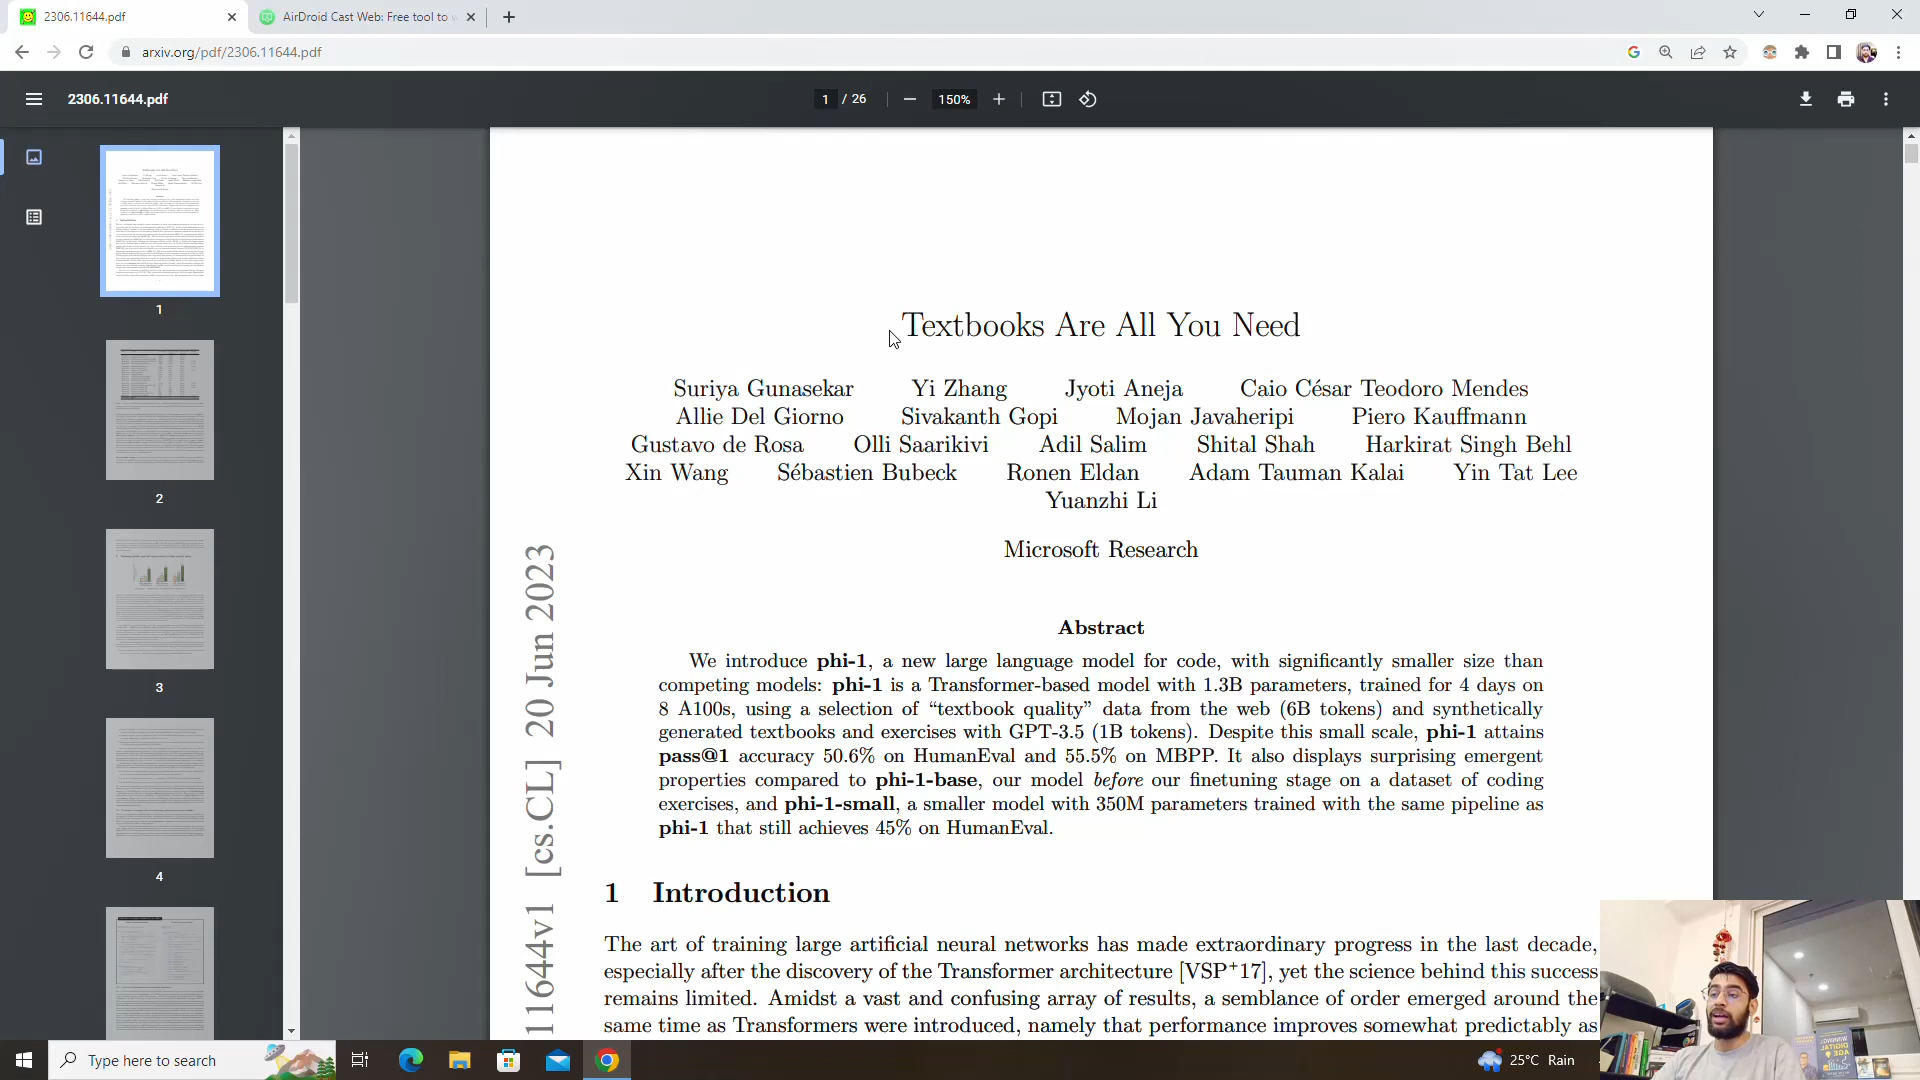 2306.11644.pdf
AirDroid Cast Web: Free tool to
arxiv.org/pdf/2306.11644.pdf
2306.11644.pdf
1 / 26
150%
1
2
3
4
Textbooks Are All You Need
Suriya Gunasekar Yi Zhang Jyoti Aneja Caio César Teodoro Mendes
Allie Del Giorno Sivakanth Gopi Mojan Javaheripi Piero Kauffmann
Gustavo de Rosa Olli Saarikivi Adil Salim Shital Shah Harkirat Singh Behl
Xin Wang Sébastien Bubeck Ronen Eldan Adam Tauman Kalai Yin Tat Lee
Yuanzhi Li
Microsoft Research
Abstract
We introduce phi-1, a new large language model for code, with significantly smaller size than
competing models: phi-1 is a Transformer-based model with 1.3B parameters, trained for 4 days on
8 A100s, using a selection of “textbook quality” data from the web (6B tokens) and synthetically
generated textbooks and exercises with GPT-3.5 (1B tokens). Despite this small scale, phi-1 attains
pass@1 accuracy 50.6% on HumanEval and 55.5% on MBPP. It also displays surprising emergent
properties compared to phi-1-base, our model before our finetuning stage on a dataset of coding
exercises, and phi-1-small, a smaller model with 350M parameters trained with the same pipeline as
phi-1 that still achieves 45% on HumanEval.
1 Introduction
The art of training large artificial neural networks has made extraordinary progress in the last decade,
especially after the discovery of the Transformer architecture [VSP+17], yet the science behind this success
remains limited. Amidst a vast and confusing array of results, a semblance of order emerged around the
same time as Transformers were introduced, namely that performance improves somewhat predictably as
11644v1 [cs.CL] 20 Jun 2023
Type here to search
25°C Rain
WINNING
DIGITAL
AGE